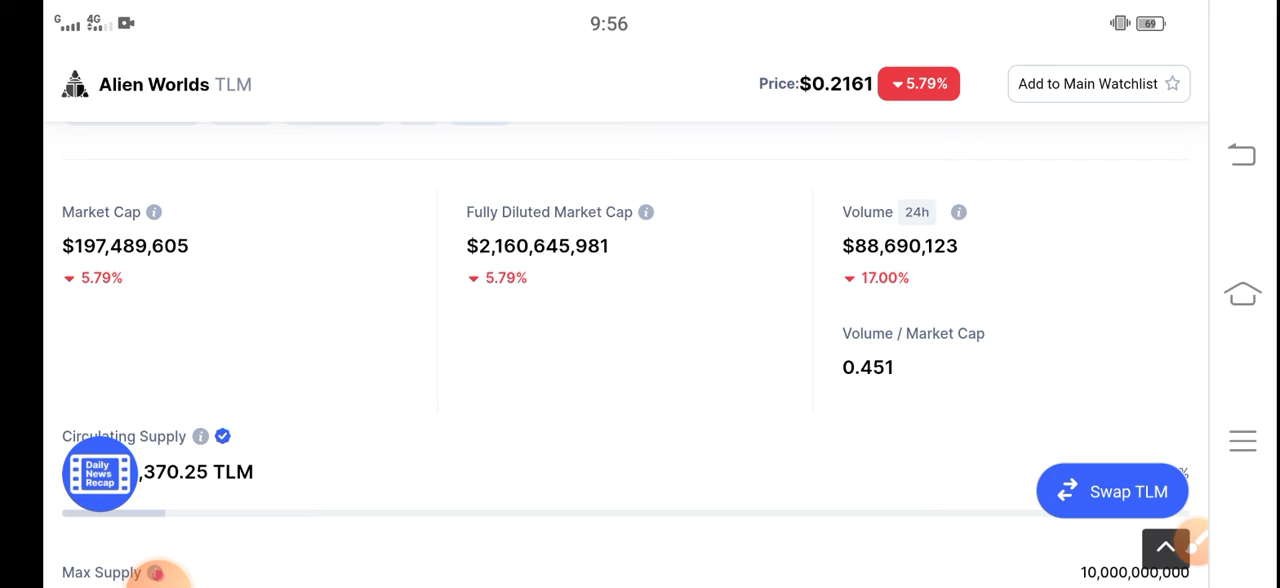 G 4G 9:56 69
Alien Worlds TLM Price:$0.2161 5.79% Add to Main Watchlist
Market Cap Fully Diluted Market Cap Volume 24h
$197,489,605 $2,160,645,981 $88,690,123
5.79% 5.79% 17.00%
Volume / Market Cap
0.451
Circulating Supply
,370.25 TLM %
Daily
News
Recap
Swap TLM
Max Supply 10,000,000,000